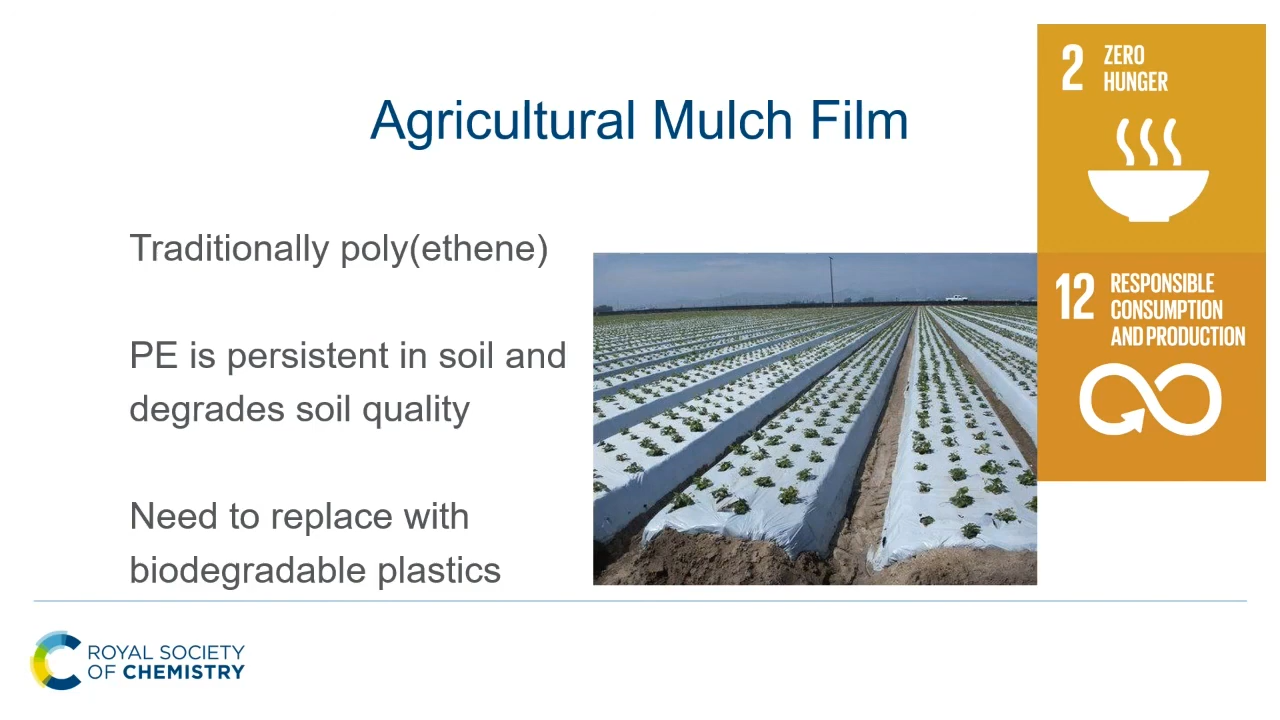 Agricultural Mulch Film
Traditionally poly(ethene)
PE is persistent in soil and
degrades soil quality
Need to replace with
biodegradable plastics
2 ZERO
HUNGER
12 RESPONSIBLE
CONSUMPTION
AND PRODUCTION
ROYAL SOCIETY
OF CHEMISTRY